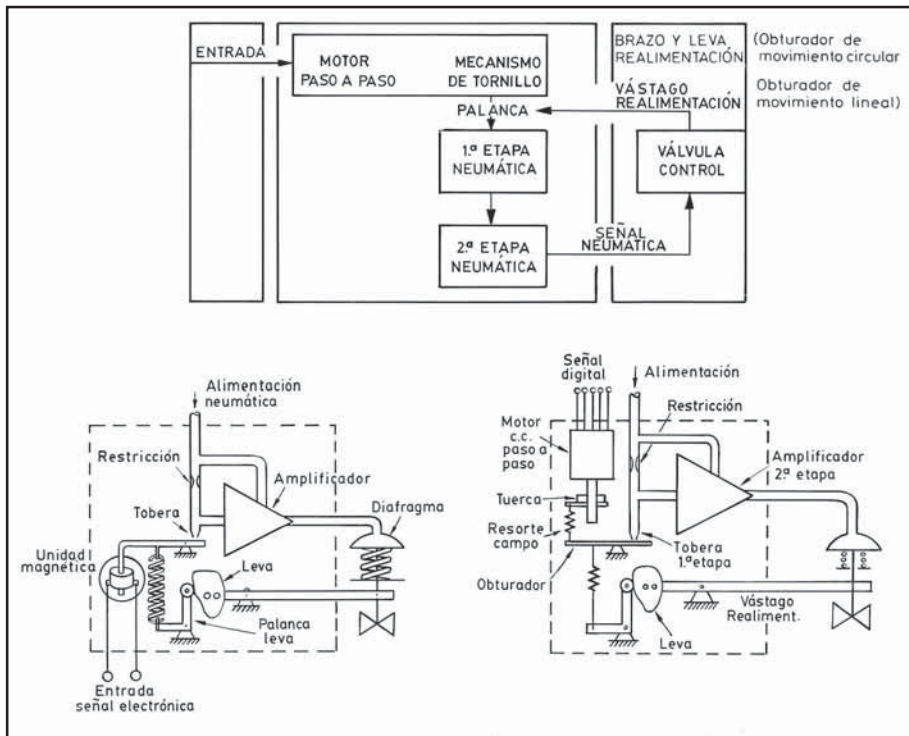 ENTRADA
MOTOR
PASO A PASO
MECANISMO
DE TORNILLO
PALANCA
1.ª ETAPA
NEUMÁTICA
2.ª ETAPA
NEUMÁTICA
SEÑAL
NEUMÁTICA
BRAZO Y LEVA
REALIMENTACIÓN
(Obturador de
movimiento circular
VÁSTAGO
REALIMENTACIÓN
Obturador de
movimiento lineal)
VÁLVULA
CONTROL
Alimentación
neumática
Restricción
Amplificador
Tobera
Diafragma
Unidad
magnética
Leva
Palanca
leva
Entrada
señal electrónica
Señal
digital
Alimentación
Motor
c.c. paso a
paso
Restricción
Amplificador
2.ª etapa
Tuerca
Resorte
campo
Tobera
1.ª etapa
Obturador
Leva
Vástago
Realiment.